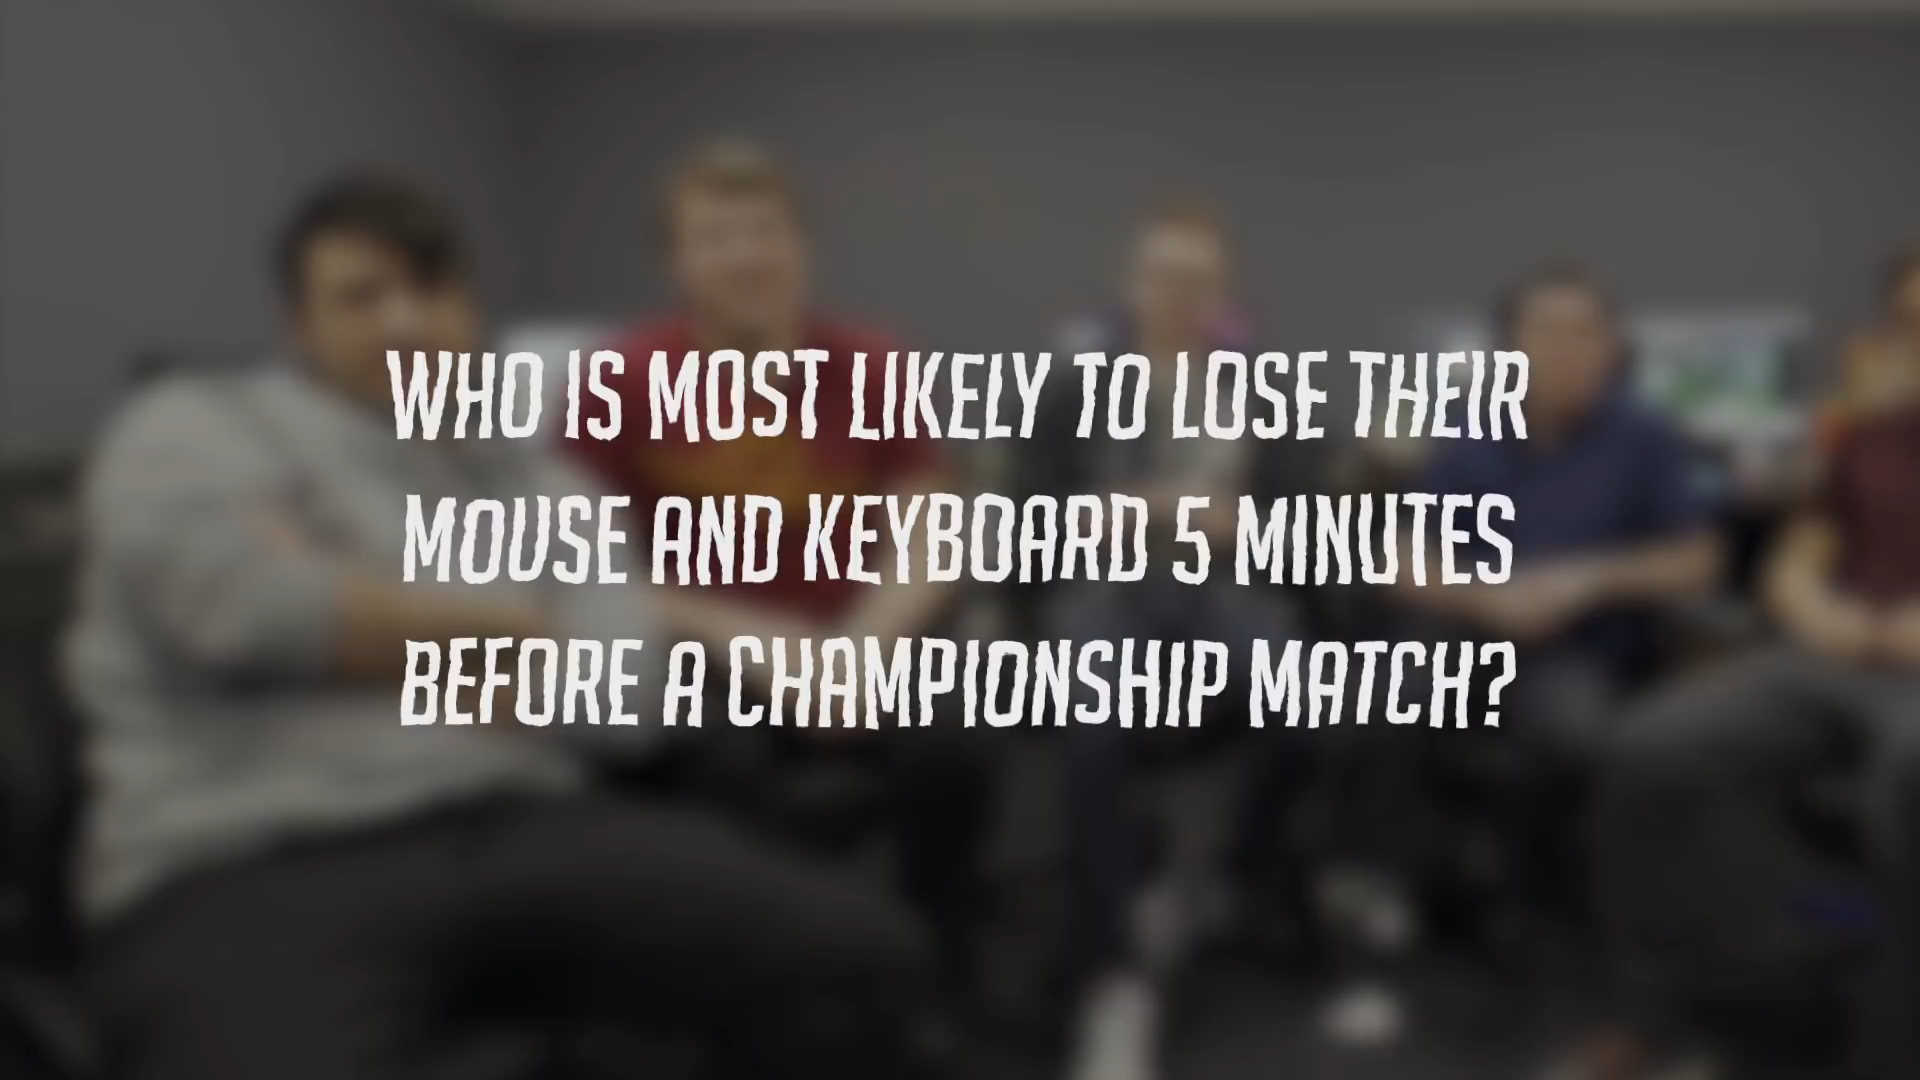 WHO IS MOST LIKELY TO LOSE THEIR
MOUSE AND KEYBOARD 5 MINUTES
BEFORE A CHAMPIONSHIP MATCH?